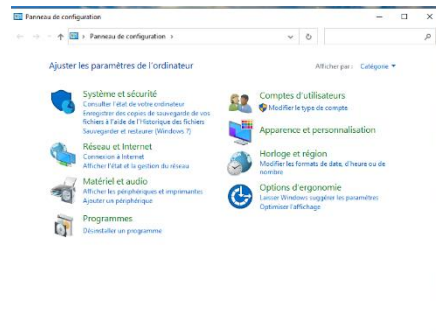 Panneau de configuration
Panneau de configuration
Ajuster les paramètres de l'ordinateur
Afficher par : Catégorie
Système et sécurité
Consulter l'état de votre ordinateur
Enregistrer des copies de sauvegarde de vos
fichiers à l'aide de l'Historique des fichiers
Sauvegarder et restaurer (Windows 7)
Réseau et Internet
Connexion à Internet
Afficher l'état et la gestion du réseau
Matériel et audio
Afficher les périphériques et imprimantes
Ajouter un périphérique
Programmes
Désinstaller un programme
Comptes d'utilisateurs
Modifier le type de compte
Apparence et personnalisation
Horloge et région
Modifier les formats de date, d'heure ou de
nombre
Options d'ergonomie
Laisser Windows suggérer les paramètres
Optimiser l'affichage